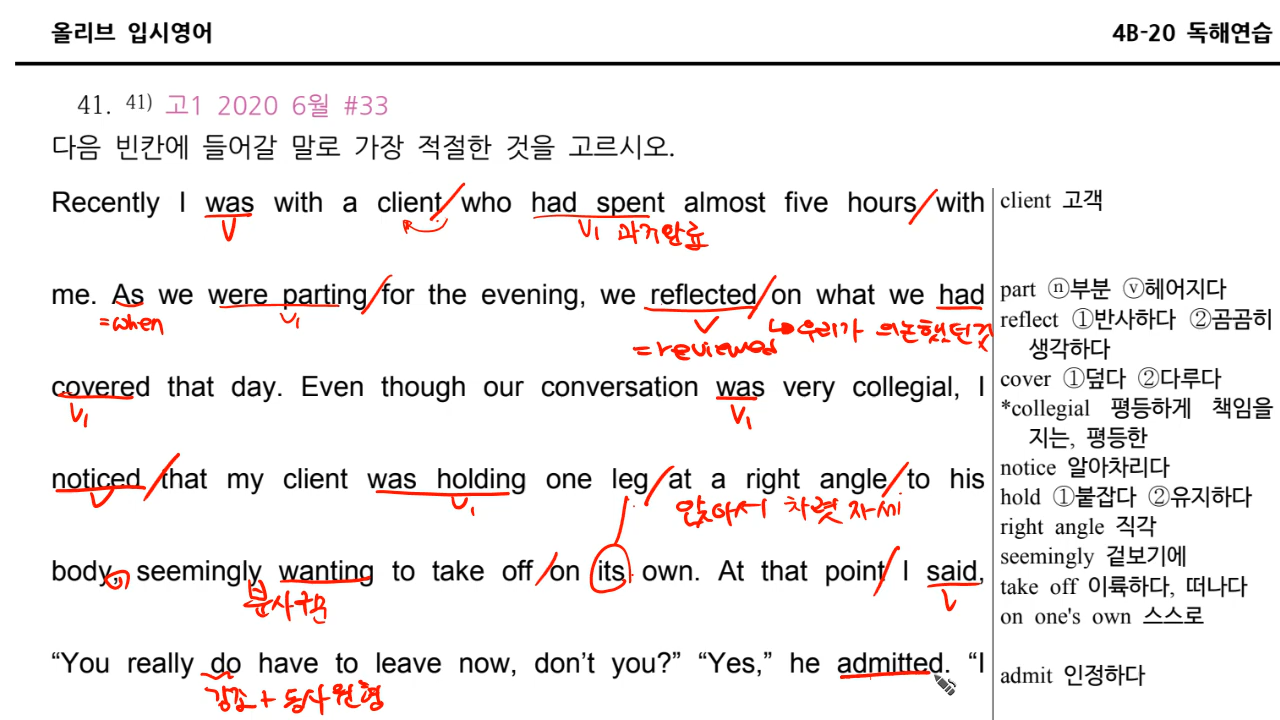 올리브 입시영어 4B-20 독해연습
41. 41) 고1 2020 6월 #33
다음 빈칸에 들어갈 말로 가장 적절한 것을 고르시오.
Recently I was with a client who had spent almost five hours with
client 고객
V V1 과거완료
me. As we were parting for the evening, we reflected on what we had
part ⓝ부분 ⓥ헤어지다
reflect ①반사하다 ②곰곰히
생각하다
=when V1 V ↳우리가 의논했던것
=reviewed
covered that day. Even though our conversation was very collegial, I
cover ①덮다 ②다루다
*collegial 평등하게 책임을
지는, 평등한
V1 V1
noticed that my client was holding one leg at a right angle to his
notice 알아차리다
hold ①붙잡다 ②유지하다
right angle 직각
V V1 앉아서 차렷 자세
body, seemingly wanting to take off on its own. At that point I said,
seemingly 겉보기에
take off 이륙하다, 떠나다
on one's own 스스로
분사구문 V
“You really do have to leave now, don’t you?” “Yes,” he admitted. “I
admit 인정하다
강조+동사원형